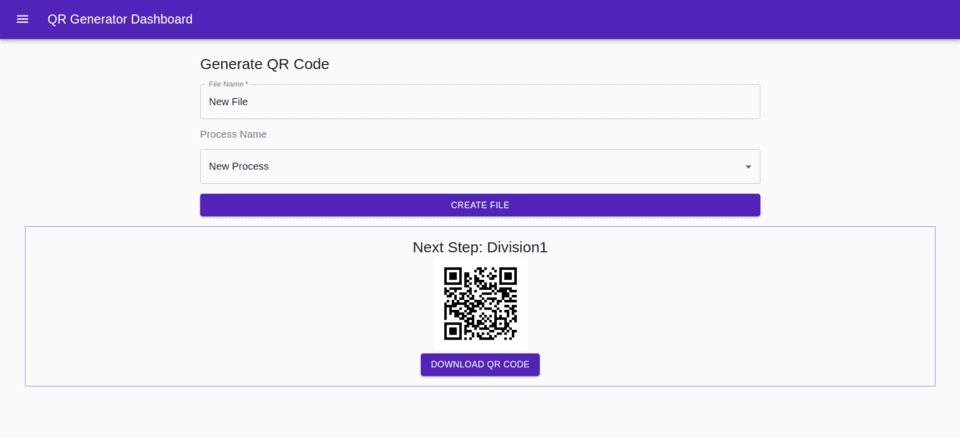 QR Generator Dashboard
Generate QR Code
File Name *
New File
Process Name
New Process
CREATE FILE
Next Step: Division1
DOWNLOAD QR CODE